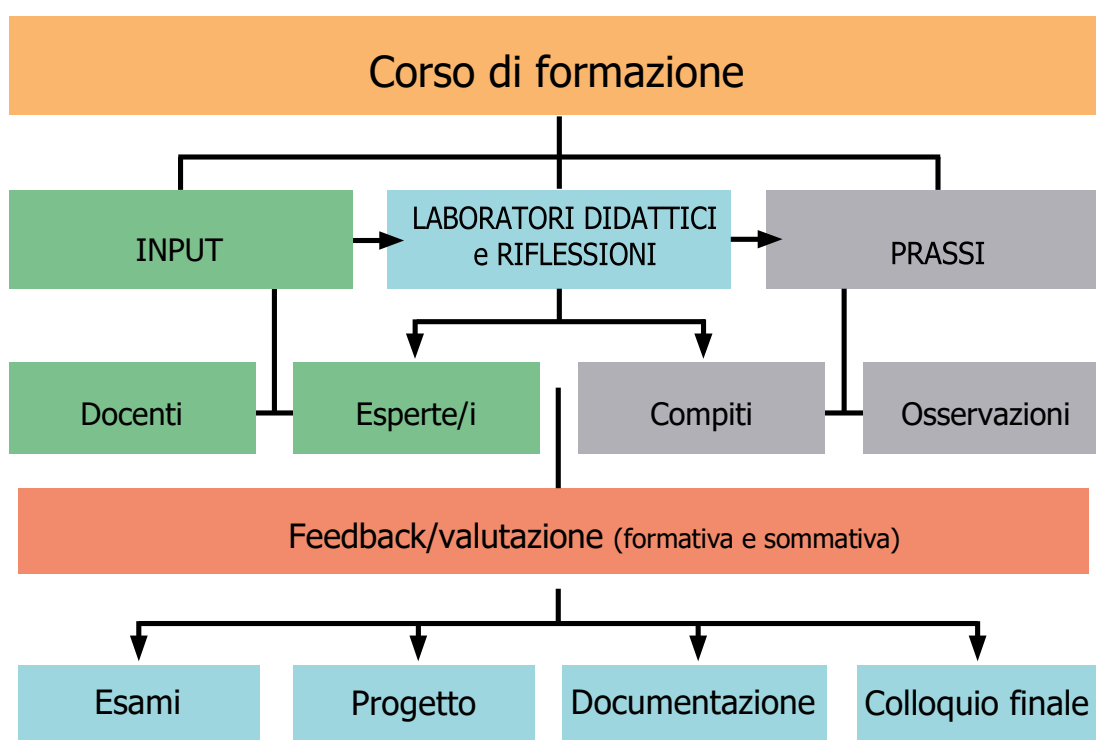 Corso di formazione
INPUT
LABORATORI DIDATTICI
e RIFLESSIONI
PRASSI
Docenti
Esperte/i
Compiti
Osservazioni
Feedback/valutazione (formativa e sommativa)
Esami
Progetto
Documentazione
Colloquio finale